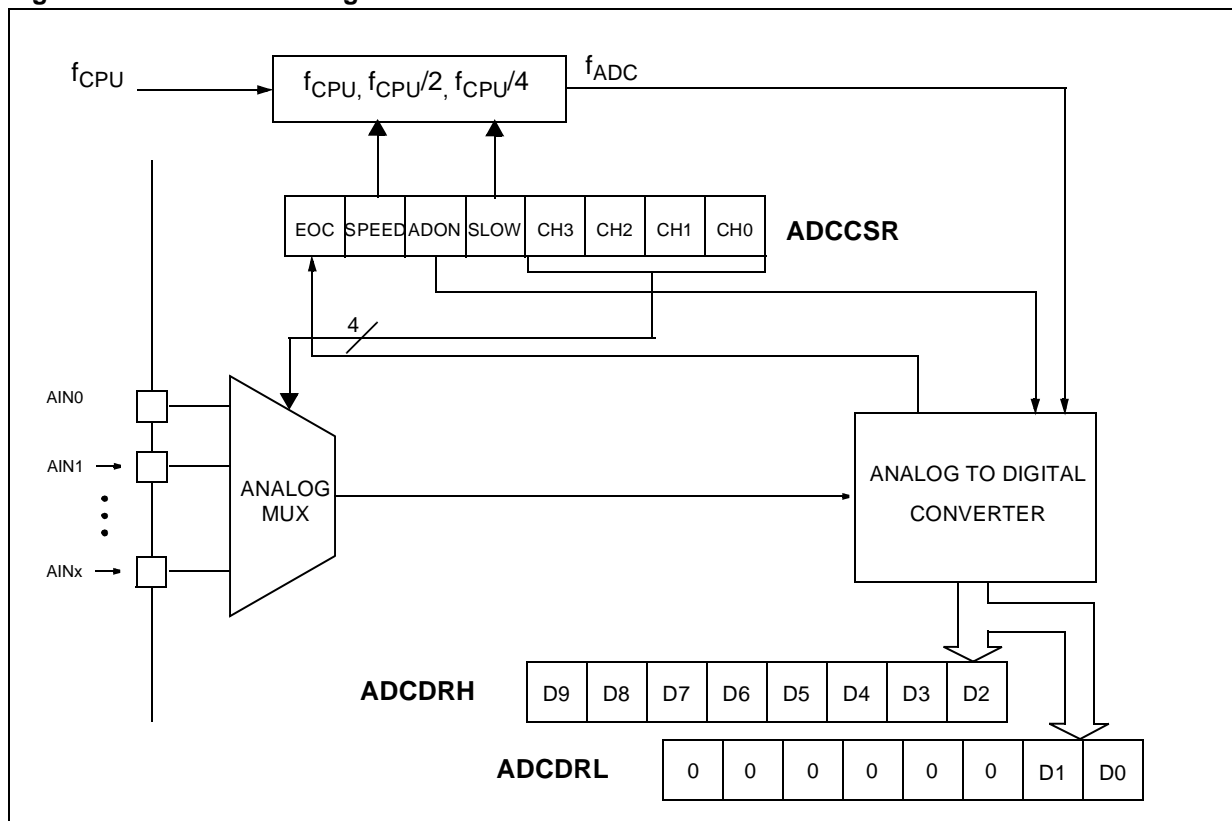 fCPU
fCPU, fCPU/2, fCPU/4
fADC
EOC SPEED ADON SLOW CH3 CH2 CH1 CH0
ADCCSR
4
AIN0
AIN1
ANALOG
MUX
AINx
ANALOG TO DIGITAL
CONVERTER
ADCDRH
D9 D8 D7 D6 D5 D4 D3 D2
ADCDRL
0 0 0 0 0 0 D1 D0